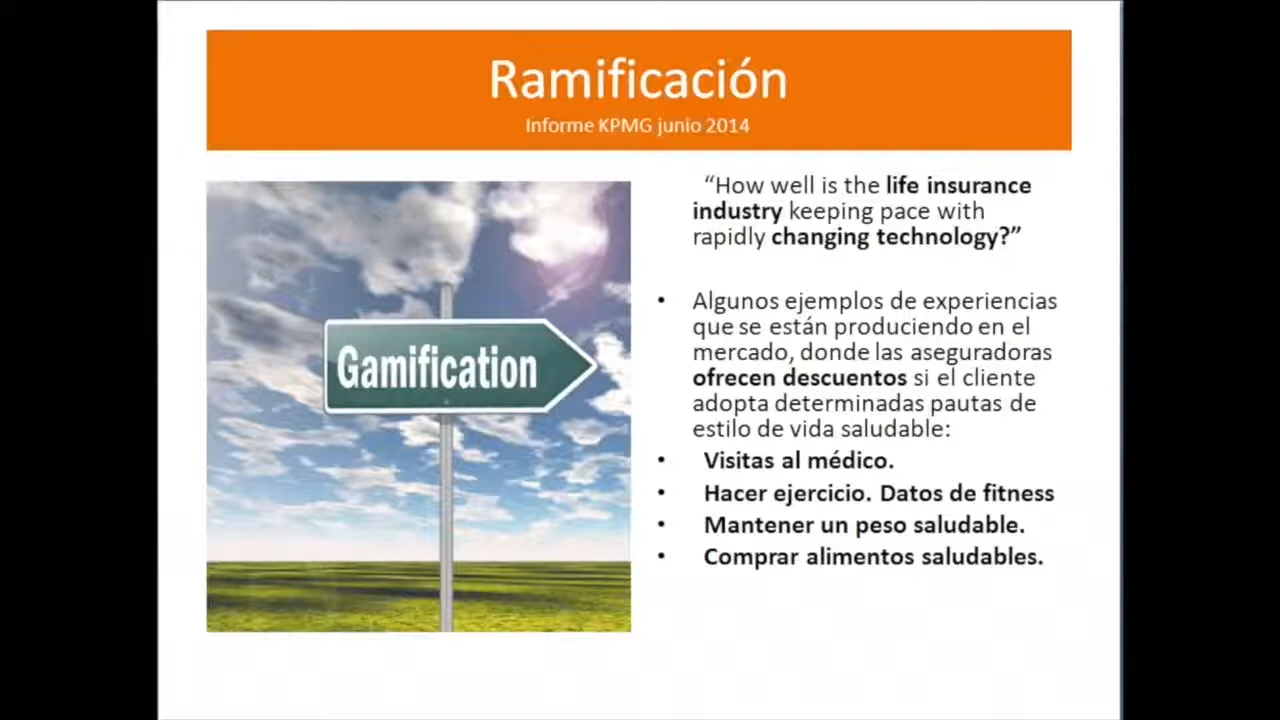 Ramificación
Informe KPMG junio 2014
Gamification
“How well is the life insurance
industry keeping pace with
rapidly changing technology?”
• Algunos ejemplos de experiencias
que se están produciendo en el
mercado, donde las aseguradoras
ofrecen descuentos si el cliente
adopta determinadas pautas de
estilo de vida saludable:
• Visitas al médico.
• Hacer ejercicio. Datos de fitness
• Mantener un peso saludable.
• Comprar alimentos saludables.